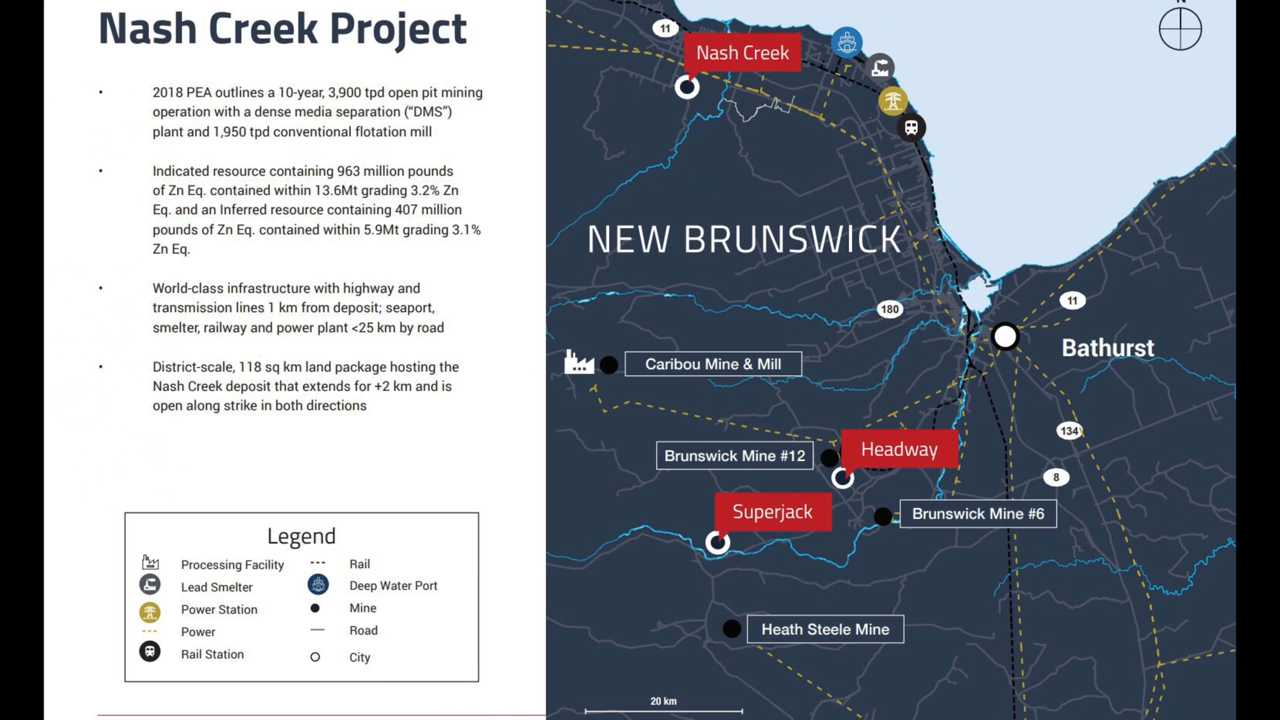 Nash Creek Project
• 2018 PEA outlines a 10-year, 3,900 tpd open pit mining
operation with a dense media separation (“DMS”)
plant and 1,950 tpd conventional flotation mill
• Indicated resource containing 963 million pounds
of Zn Eq. contained within 13.6Mt grading 3.2% Zn
Eq. and an Inferred resource containing 407 million
pounds of Zn Eq. contained within 5.9Mt grading 3.1%
Zn Eq.
• World-class infrastructure with highway and
transmission lines 1 km from deposit; seaport,
smelter, railway and power plant <25 km by road
• District-scale, 118 sq km land package hosting the
Nash Creek deposit that extends for +2 km and is
open along strike in both directions
Legend
Processing Facility
Lead Smelter
Power Station
Power
Rail Station
Rail
Deep Water Port
Mine
Road
City
N
11
Nash Creek
NEW BRUNSWICK
180
11
Bathurst
Caribou Mine & Mill
134
Headway
Brunswick Mine #12
8
Superjack
Brunswick Mine #6
Heath Steele Mine
20 km